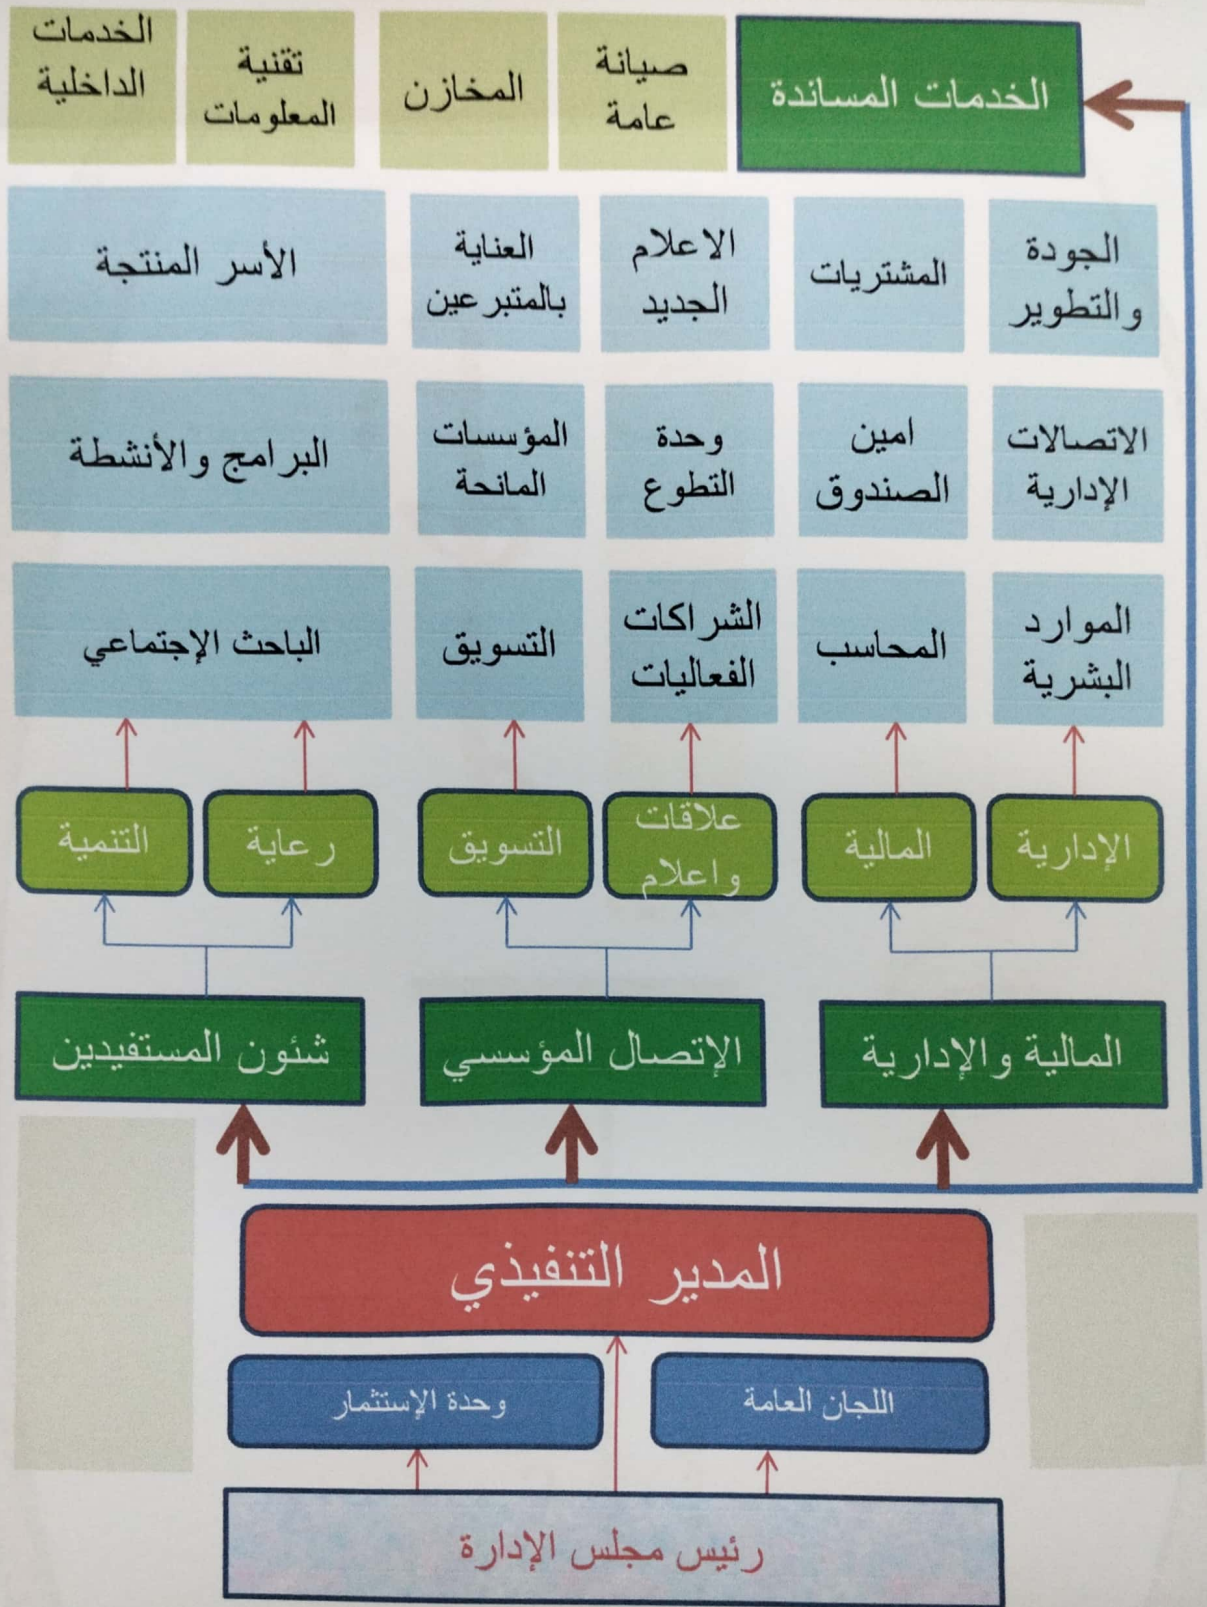 الخدمات المساندة
صيانة
عامة
المخازن
تقنية
المعلومات
الخدمات
الداخلية
الجودة
والتطوير
المشتريات
الاعلام
الجديد
العناية
بالمتبرعين
الأسر المنتجة
الاتصالات
الإدارية
امين
الصندوق
وحدة
التطوع
المؤسسات
المانحة
البرامج والأنشطة
الموارد
البشرية
المحاسب
الشراكات
الفعاليات
التسويق
الباحث الإجتماعي
الإدارية
المالية
علاقات
واعلام
التسويق
رعاية
التنمية
المالية والإدارية
الإتصال المؤسسي
شئون المستفيدين
المدير التنفيذي
اللجان العامة
وحدة الإستثمار
رئيس مجلس الإدارة